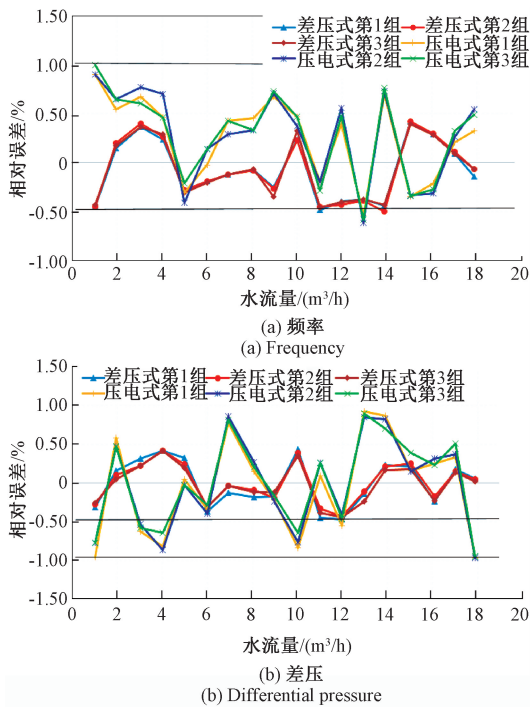 1.50
差压式第1组 差压式第2组
差压式第3组 压电式第1组
压电式第2组 压电式第3组
1.00
0.50
0
-0.50
-1.00
相对误差/%
0 2 4 6 8 10 12 14 16 18 20
水流量/(m³/h)
(a) 频率
(a) Frequency
1.50
差压式第1组 差压式第2组 差压式第3组
压电式第1组 压电式第2组 压电式第3组
1.00
0.50
0
-0.50
-1.00
-1.50
相对误差/%
0 2 4 6 8 10 12 14 16 18 20
水流量/(m³/h)
(b) 差压
(b) Differential pressure